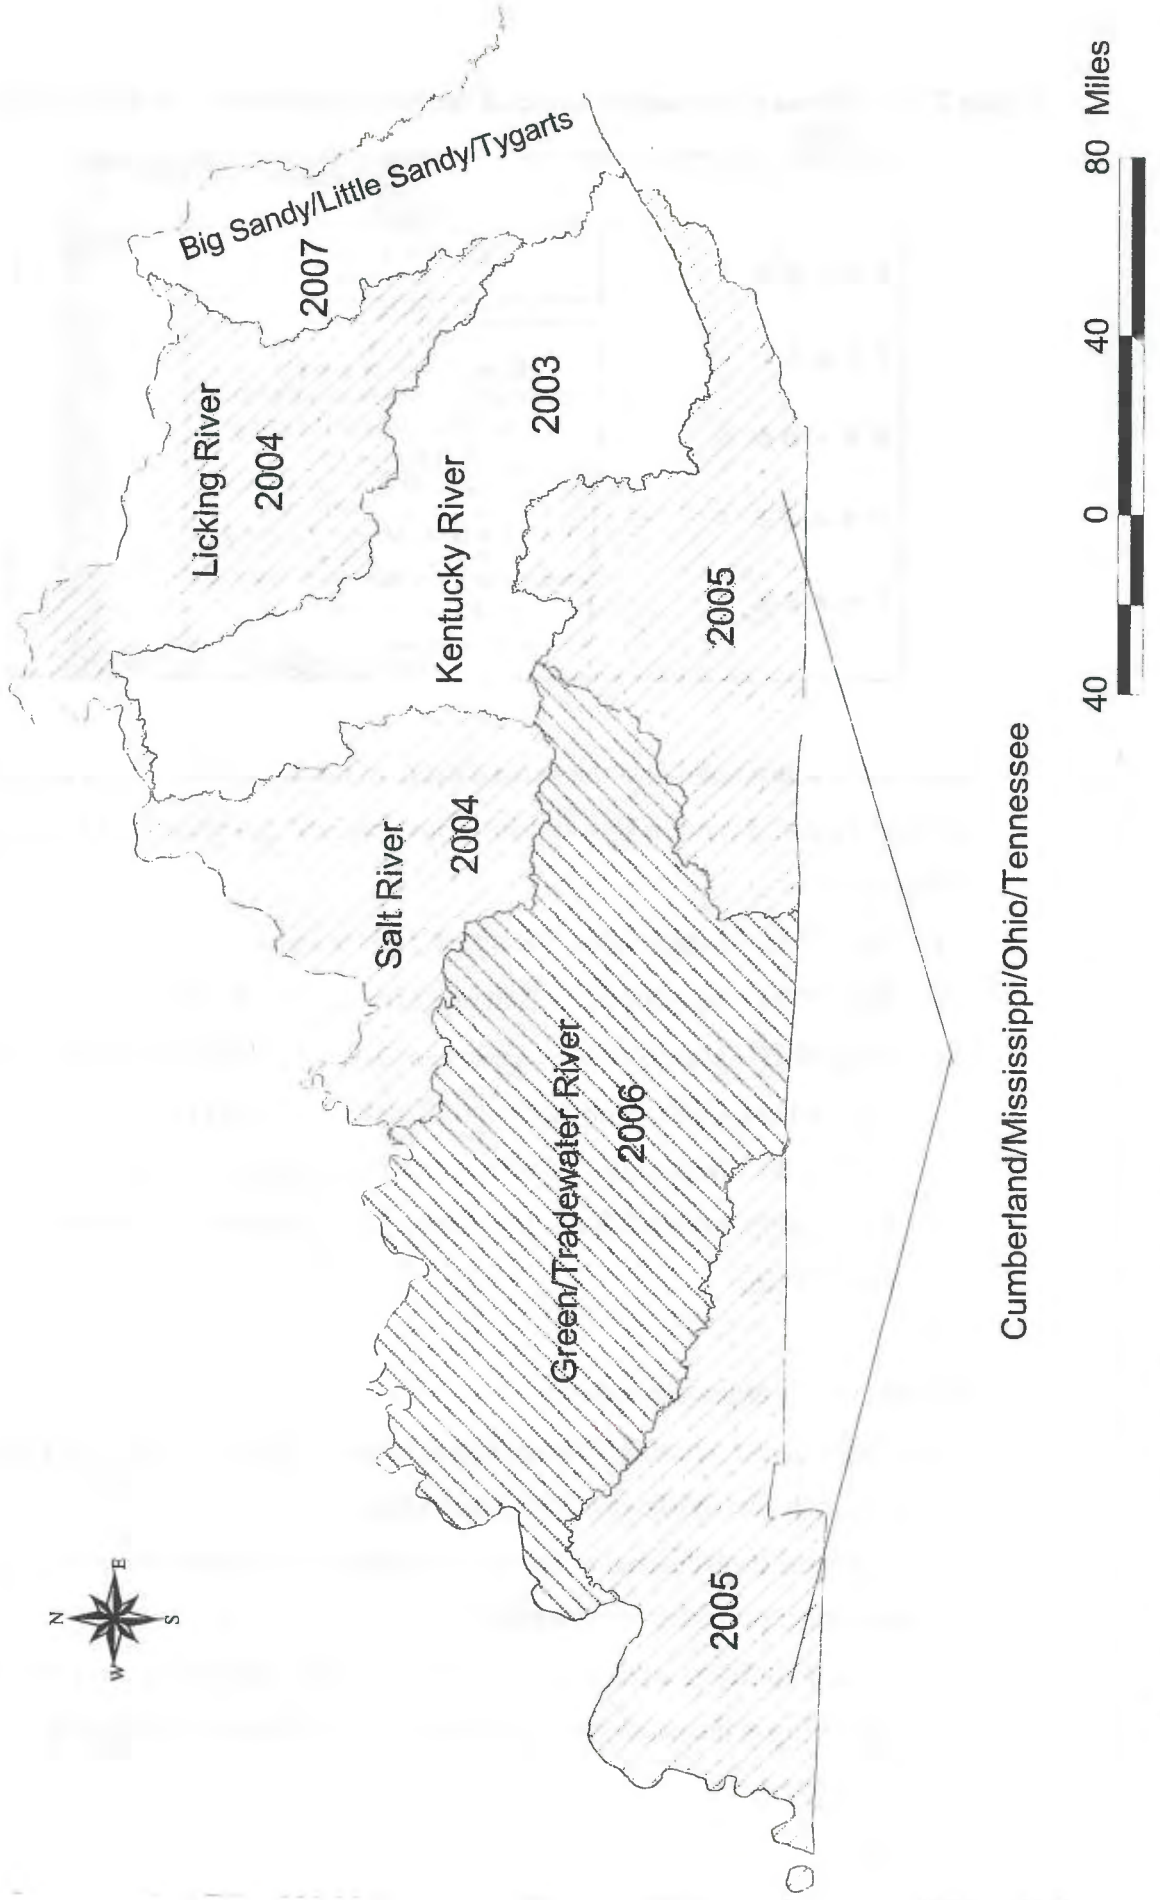 N
W
E
S
Licking River
2004
Big Sandy/Little Sandy/Tygarts
2007
Salt River
2004
Kentucky River
2003
Green/Tradewater River
2006
2005
2005
Cumberland/Mississippi/Ohio/Tennessee
40 0 40 80 Miles